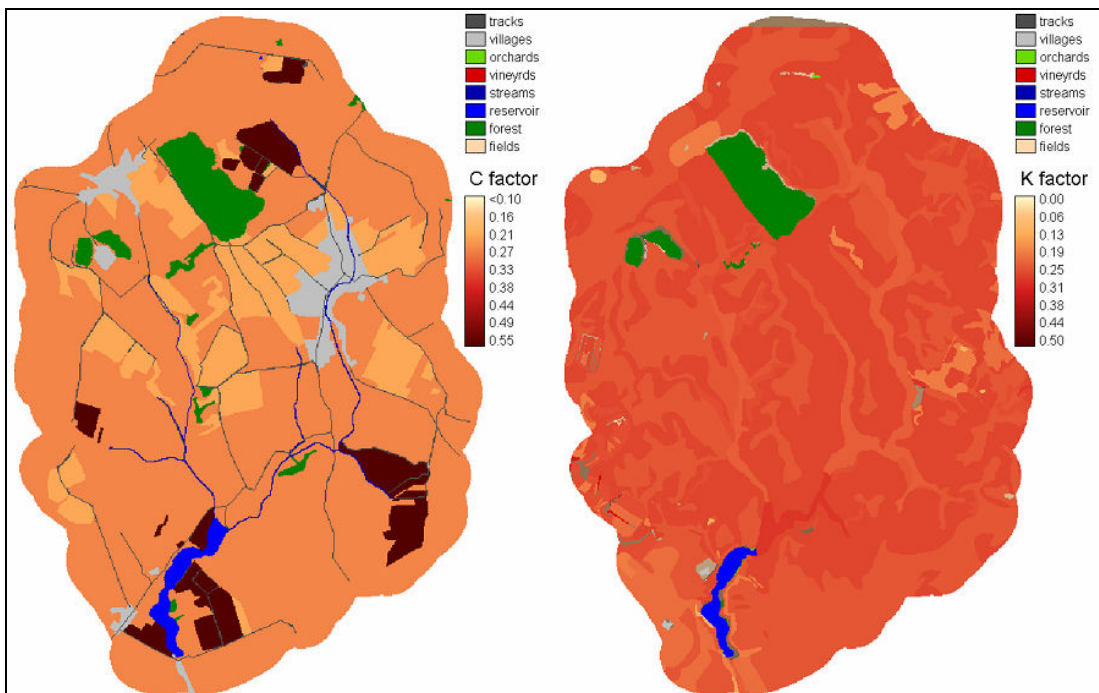 tracks
villages
orchards
vineyrds
streams
reservoir
forest
fields
C factor
<0.10
0.16
0.21
0.27
0.33
0.38
0.44
0.49
0.55
tracks
villages
orchards
vineyrds
streams
reservoir
forest
fields
K factor
0.00
0.06
0.13
0.19
0.25
0.31
0.38
0.44
0.50